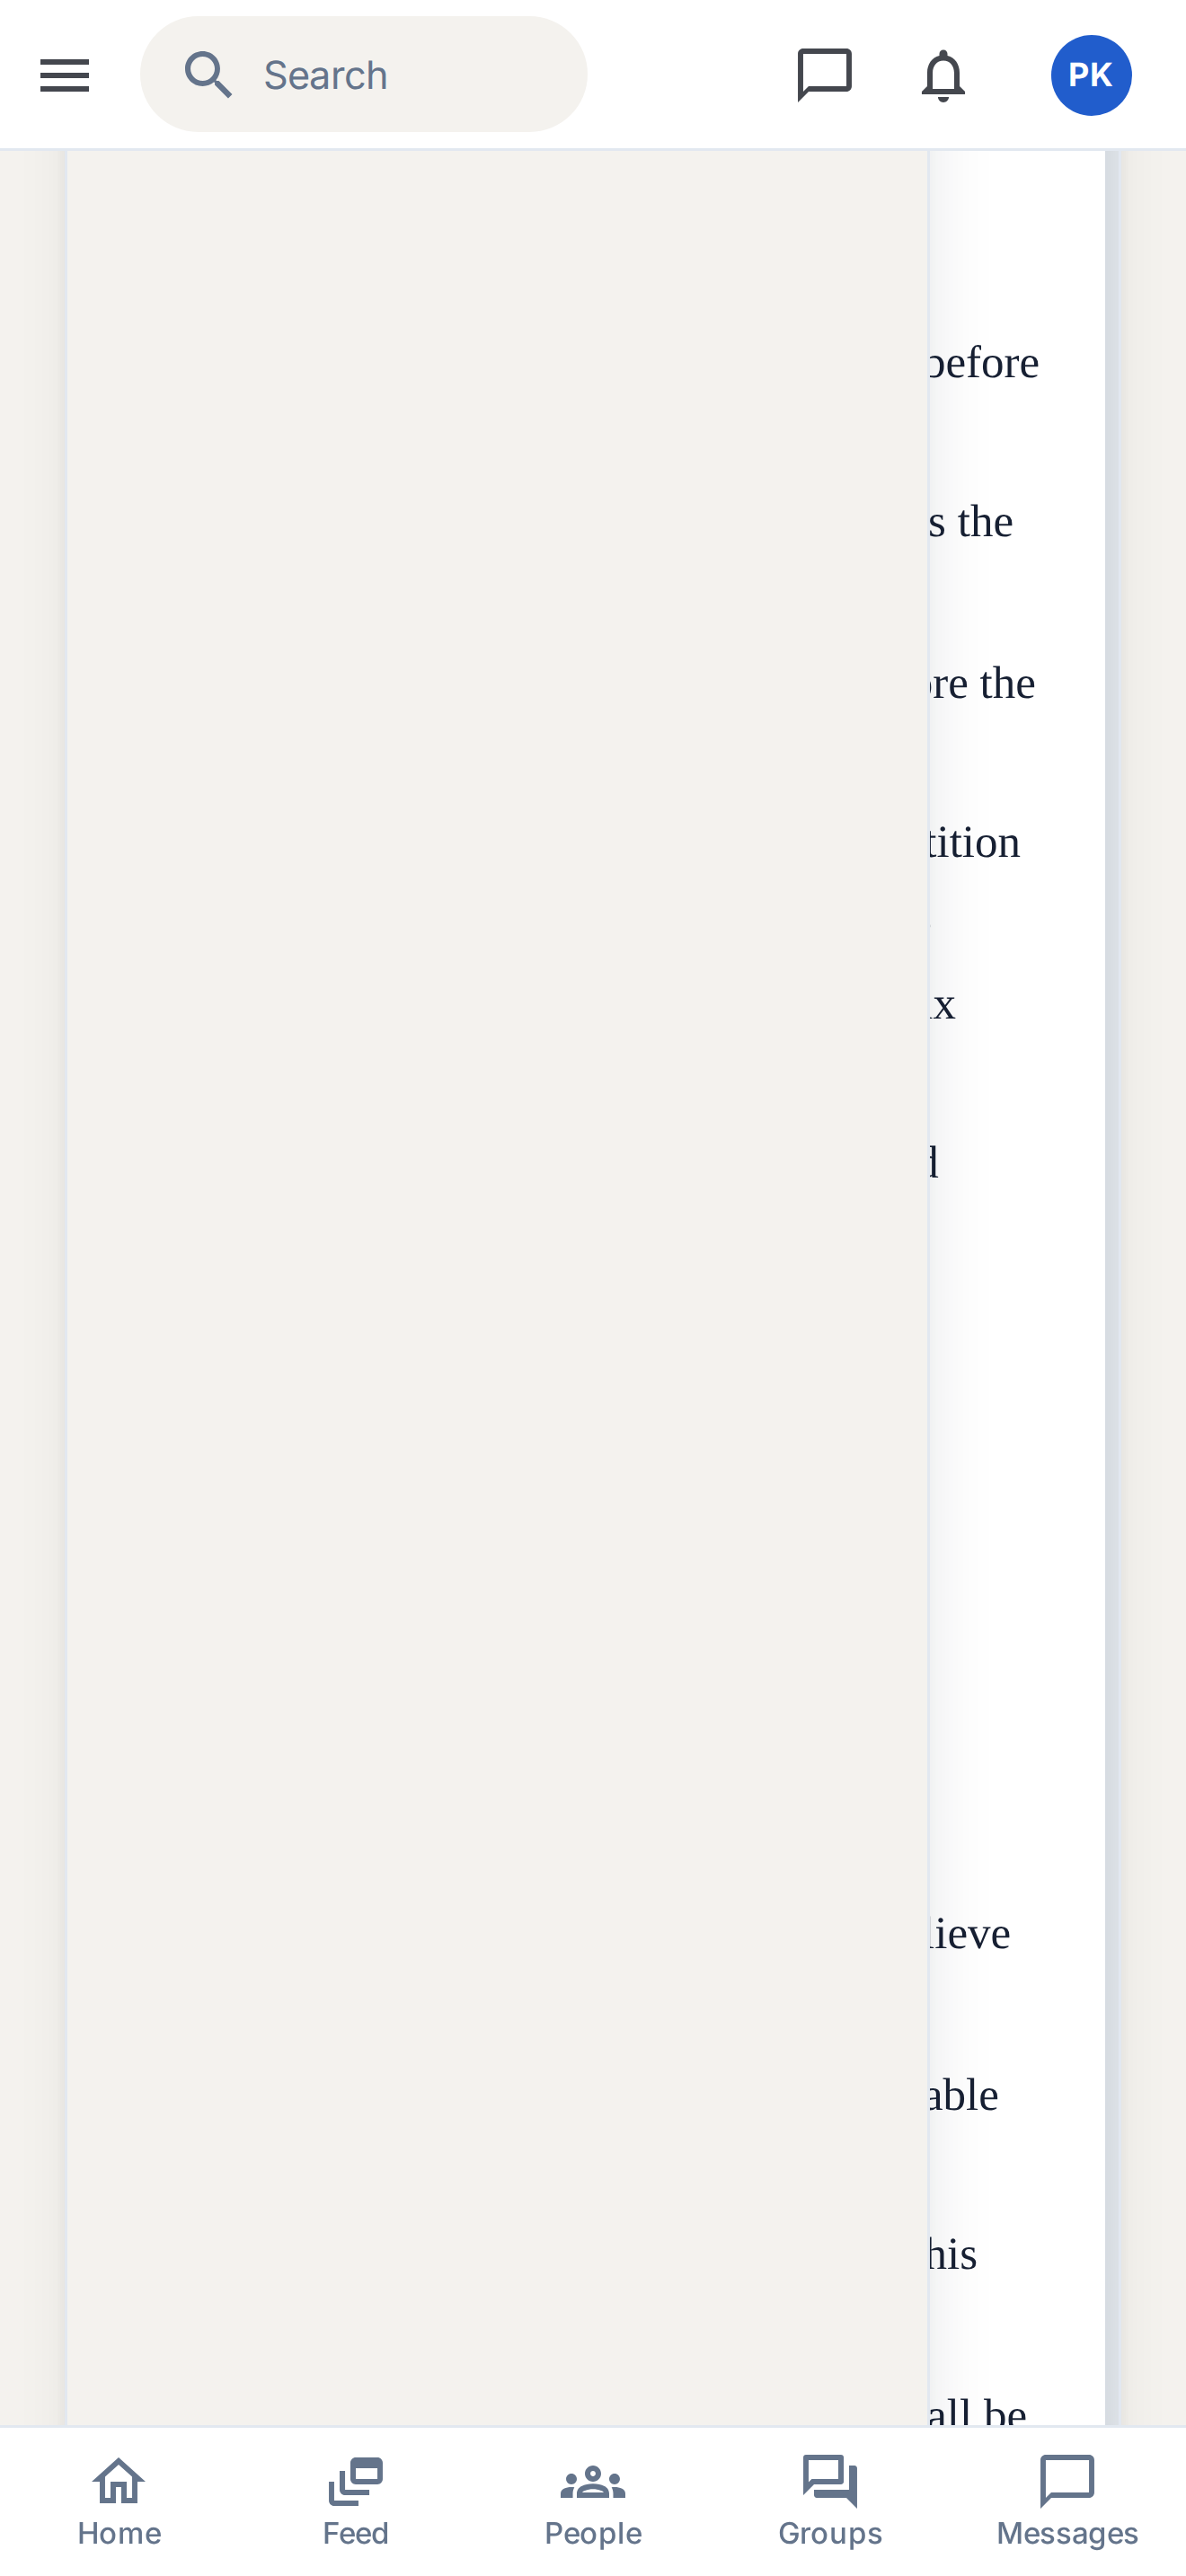 Search
PK
before
s the
re the
tition
x
lieve
able
his
all be
Home
Feed
People
Groups
Messages